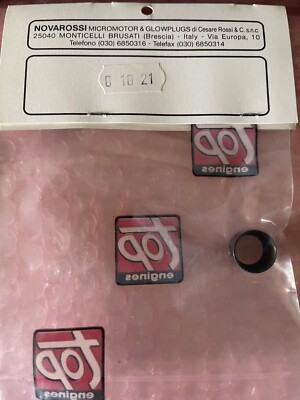 NOVAROSSI MICROMOTOR & GLOWPLUGS di Cesare Rossi & C. s.n.c.
25040 MONTICELLI BRUSATI (Brescia) - Italy - Via Europa, 10
Telefono (030) 6850316 - Telefax (030) 6850314
8 10 21
top
engines
top
engines
top
engines